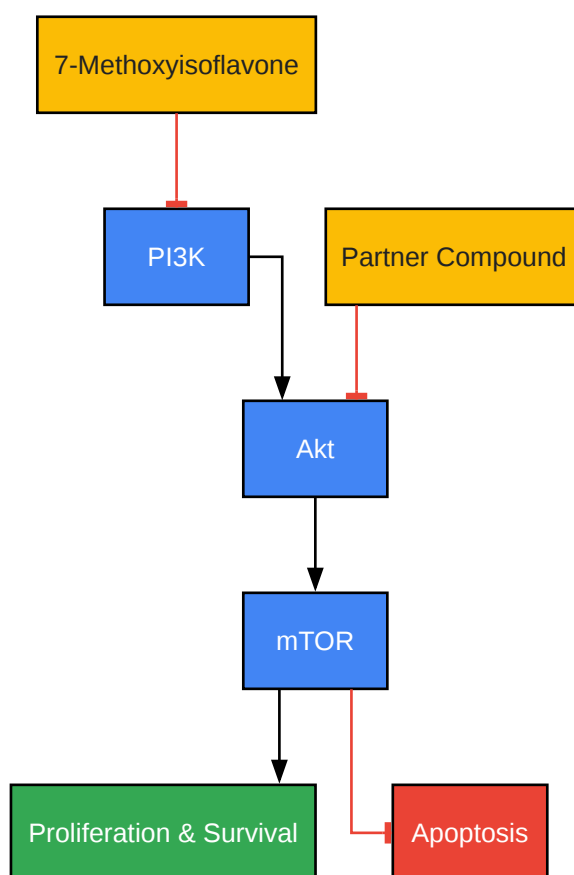 7-Methoxyisoflavone
PI3K
Partner Compound
Akt
mTOR
Proliferation & Survival
Apoptosis